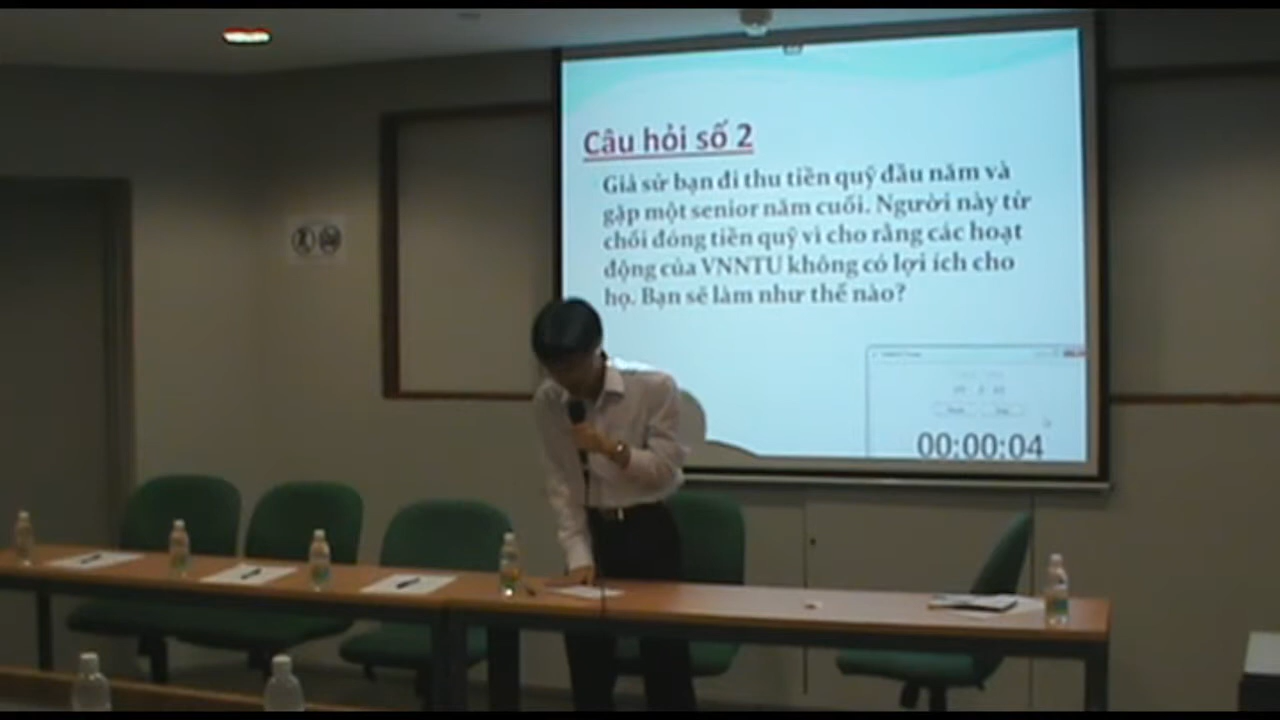 Câu hỏi số 2
Giả sử bạn đi thu tiền quỹ đầu năm và
gặp một senior năm cuối. Người này từ
chối đóng tiền quỹ vì cho rằng các hoạt
động của VNNTU không có lợi ích cho
họ. Bạn sẽ làm như thế nào?
00:00:04